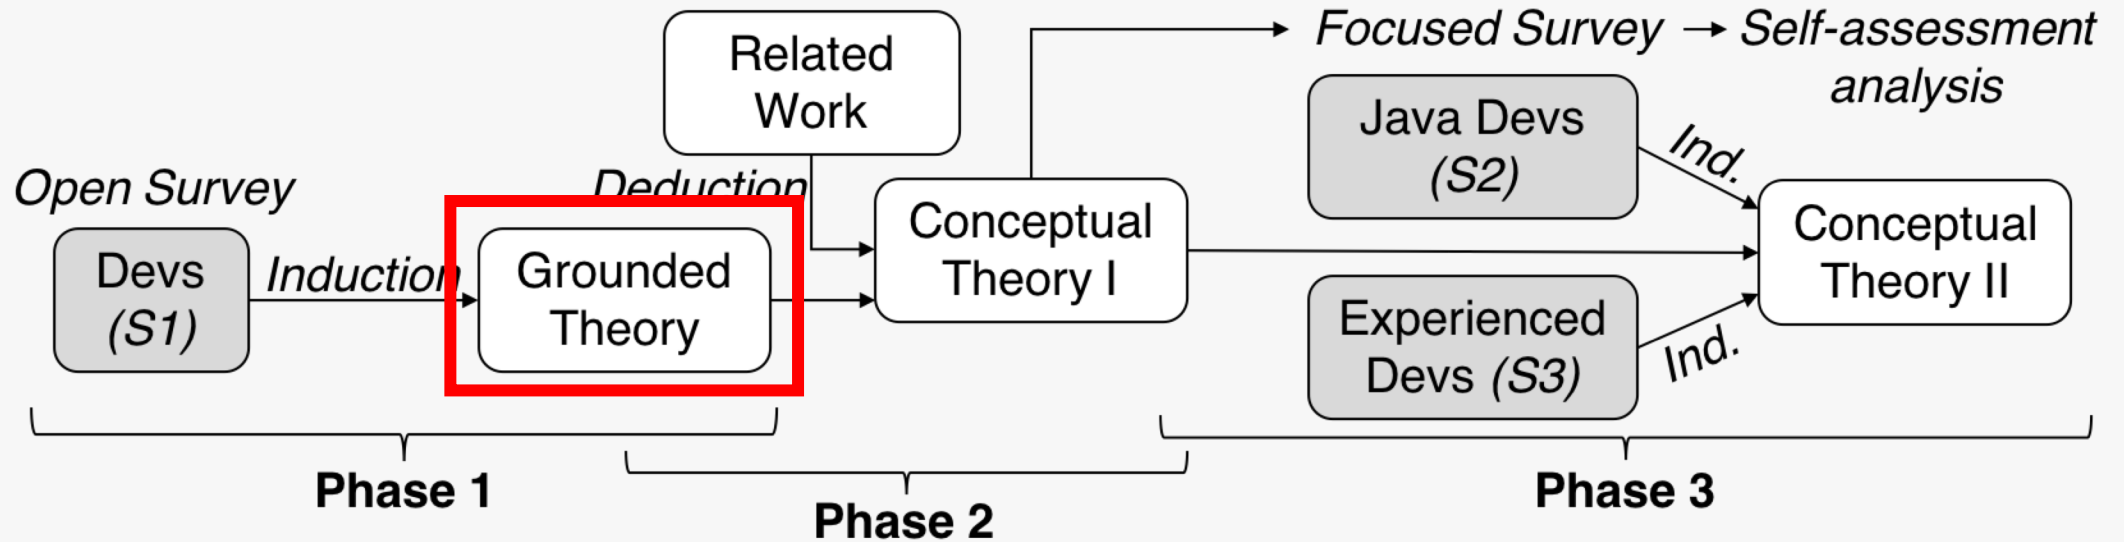 Related
Work
Focused Survey
Self-assessment
analysis
Open Survey
Deduction
Devs
(S1)
Induction
Grounded
Theory
Conceptual
Theory I
Java Devs
(S2)
Ind.
Experienced
Devs (S3)
Ind.
Conceptual
Theory II
Phase 1
Phase 2
Phase 3